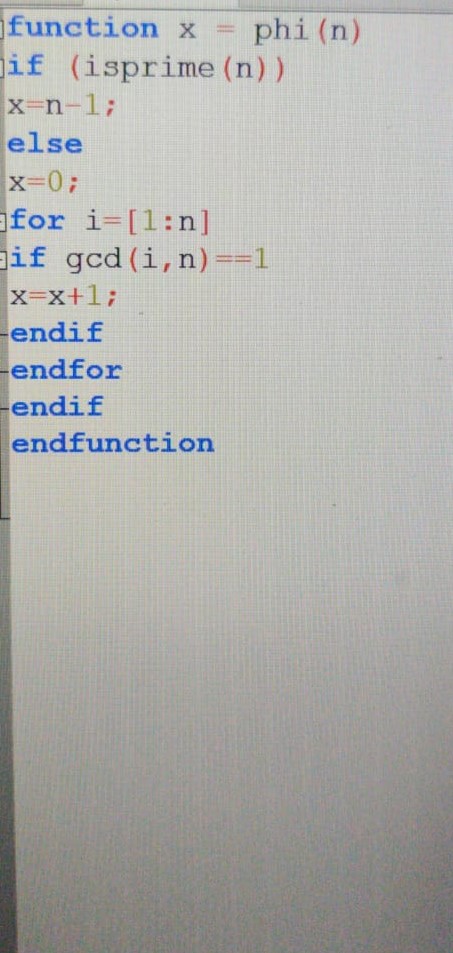 function x = phi(n)
if (isprime(n))
x=n-1;
else
x=0;
for i=[1:n]
if gcd(i,n)==1
x=x+1;
endif
endfor
endif
endfunction